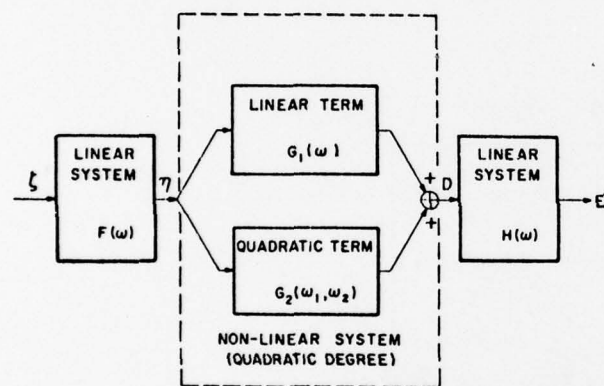 LINEAR
SYSTEM
F(ω)
ζ
η
LINEAR TERM
G₁(ω)
QUADRATIC TERM
G₂(ω₁,ω₂)
NON-LINEAR SYSTEM
(QUADRATIC DEGREE)
+
+
D
LINEAR
SYSTEM
H(ω)
E